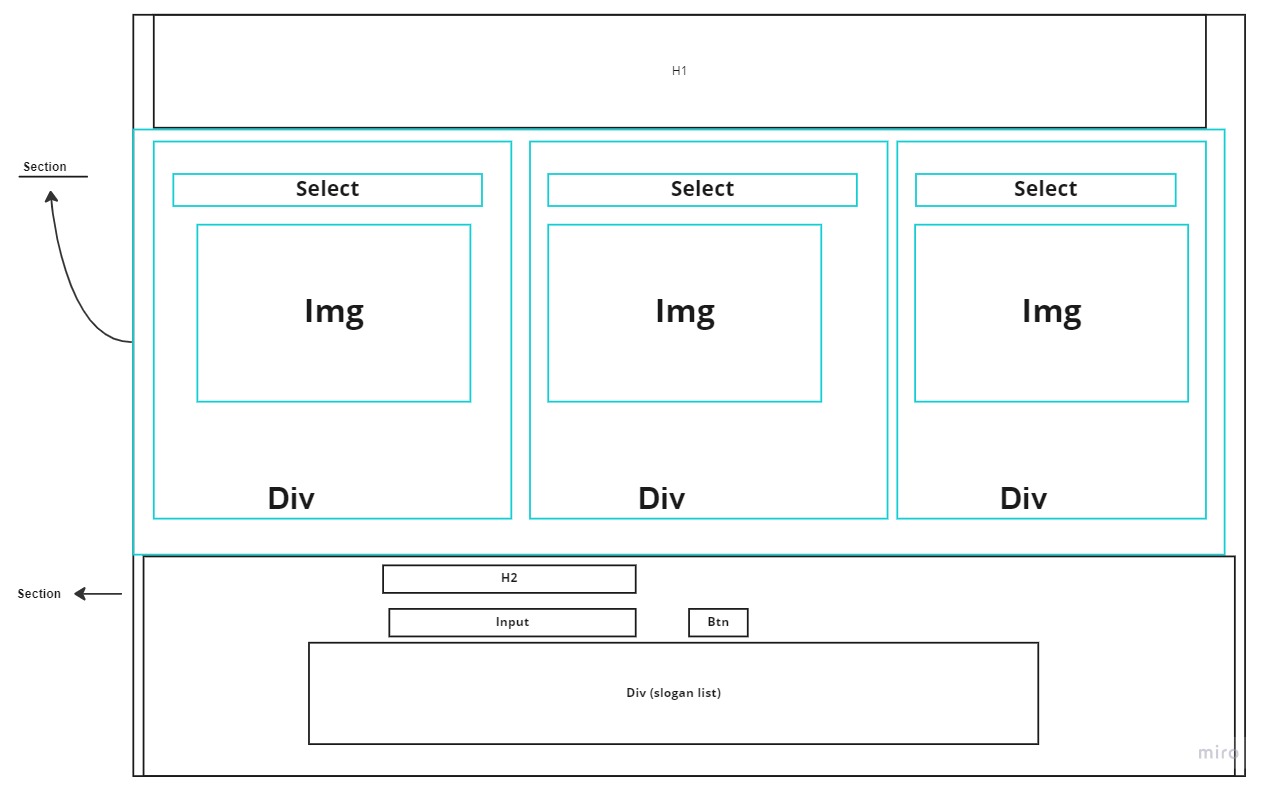 H1
Section
Select
Select
Select
Img
Img
Img
Div
Div
Div
Section
H2
Input
Btn
Div (slogan list)
miro